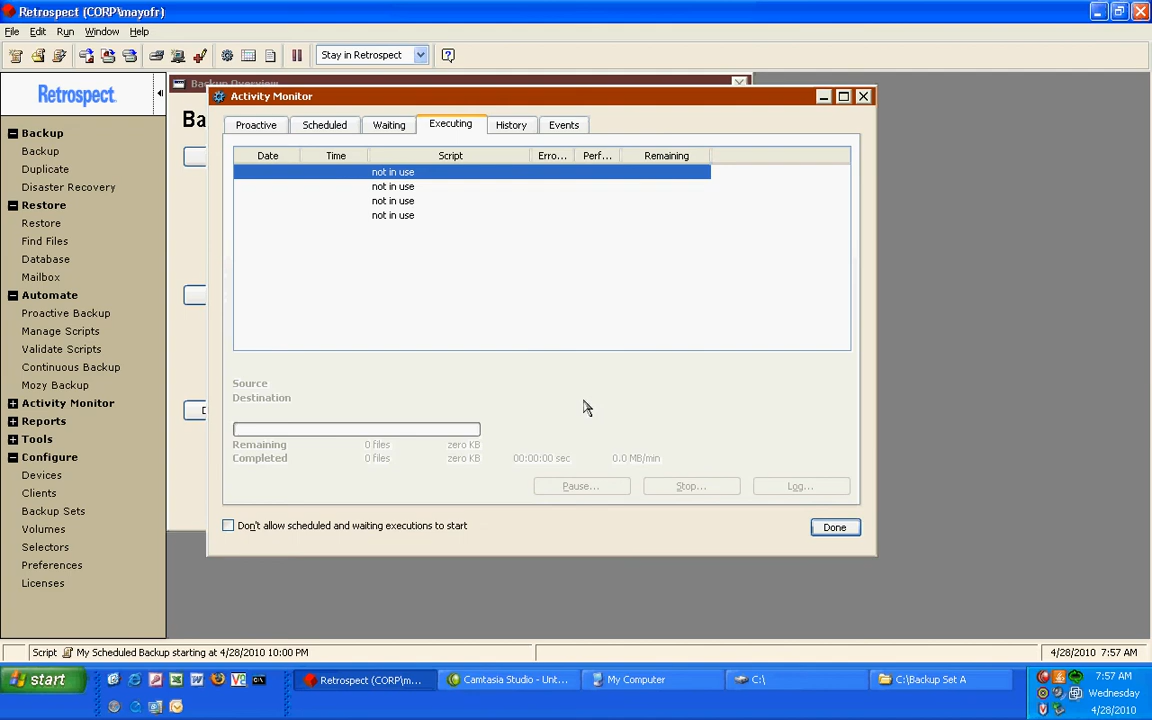 Retrospect (CORP\mayofr)
File Edit Run Window Help
Stay in Retrospect
Retrospect.
Backup
Backup
Duplicate
Disaster Recovery
Restore
Restore
Find Files
Database
Mailbox
Automate
Proactive Backup
Manage Scripts
Validate Scripts
Continuous Backup
Mozy Backup
Activity Monitor
Reports
Tools
Configure
Devices
Clients
Backup Sets
Volumes
Selectors
Preferences
Licenses
Backup Overview
Ba
Activity Monitor
Proactive Scheduled Waiting Executing History Events
Date Time Script Erro... Perf... Remaining
not in use
not in use
not in use
not in use
Source
Destination
Remaining 0 files zero KB
Completed 0 files zero KB 00:00:00 sec 0.0 MB/min
Pause... Stop... Log...
Don't allow scheduled and waiting executions to start
Done
Script My Scheduled Backup starting at 4/28/2010 10:00 PM
4/28/2010 7:57 AM
start
Retrospect (CORP\m... Camtasia Studio - Unt... My Computer C:\ C:\Backup Set A
7:57 AM
Wednesday
4/28/2010